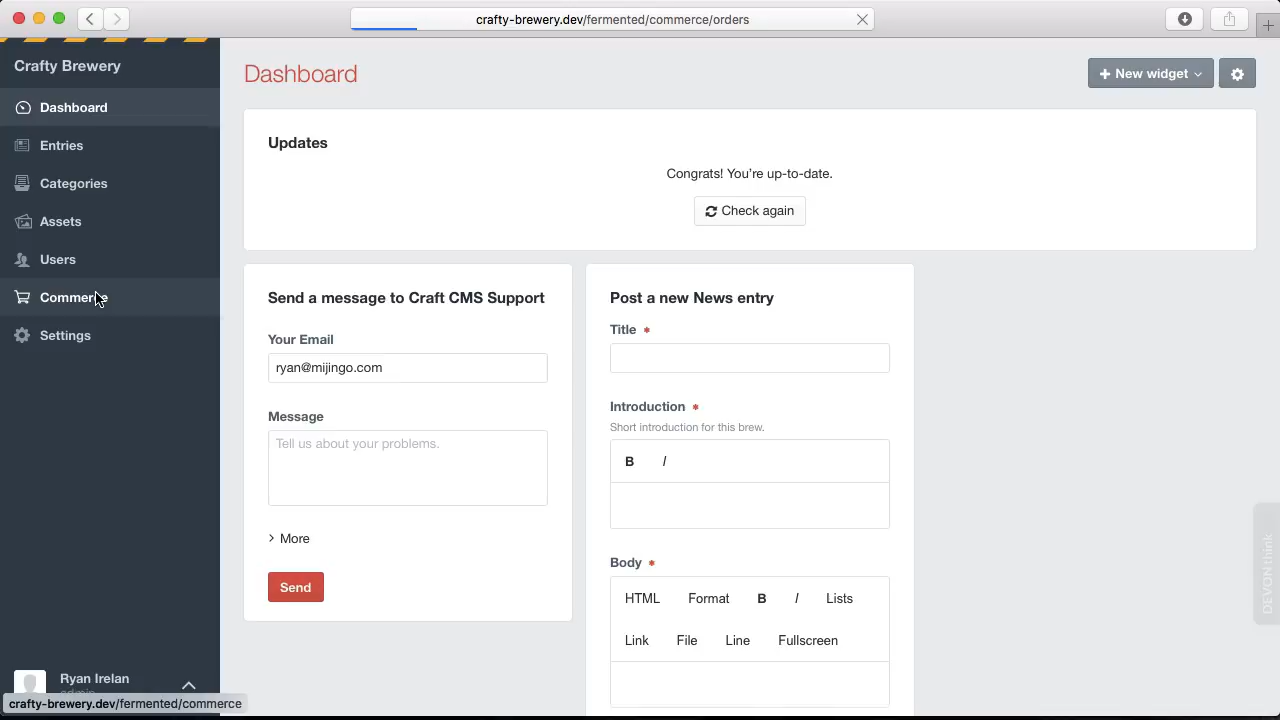 crafty-brewery.dev/fermented/commerce/orders
Crafty Brewery
Dashboard
Entries
Categories
Assets
Users
Commerce
Settings
Ryan Irelan
admin
crafty-brewery.dev/fermented/commerce
Dashboard
New widget
Updates
Congrats! You're up-to-date.
Check again
Send a message to Craft CMS Support
Your Email
ryan@mijingo.com
Message
Tell us about your problems.
More
Send
Post a new News entry
Title *
Introduction *
Short introduction for this brew.
B I
Body *
HTML Format B I Lists
Link File Line Fullscreen
DEVONthink